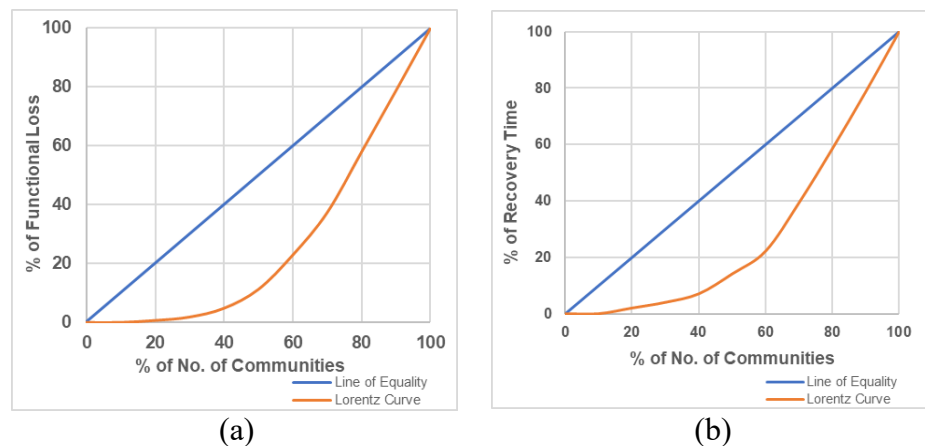 100
80
60
40
20
0
% of Functional Loss
0 20 40 60 80 100
% of No. of Communities
Line of Equality
Lorentz Curve
(a)
100
80
60
40
20
0
% of Recovery Time
0 20 40 60 80 100
% of No. of Communities
Line of Equality
Lorentz Curve
(b)